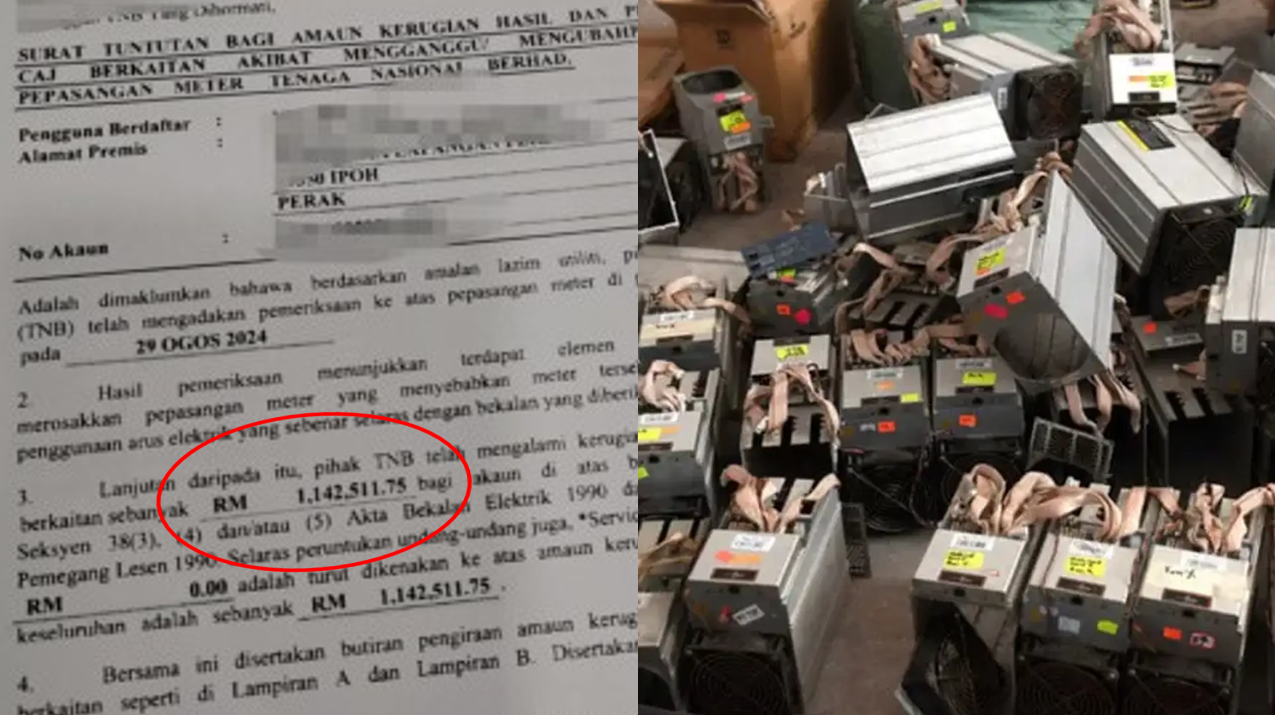 TNB Yang Dihormati,
SURAT TUNTUTAN BAGI AMAUN KERUGIAN HASIL DAN
CAJ BERKAITAN AKIBAT MENGGANGGU/ MENGUBAH
PEPASANGAN METER TENAGA NASIONAL BERHAD.
Pengguna Berdaftar :
Alamat Premis :
IPOH
PERAK
No Akaun :
Adalah dimaklumkan bahawa berdasarkan amalan lazim utiliti,
(TNB) telah mengadakan pemeriksaan ke atas pepasangan meter di
pada 29 OGOS 2024
2. Hasil pemeriksaan menunjukkan terdapat elemen
merosakkan pepasangan meter yang menyebabkan meter
penggunaan arus elektrik yang sebenar selaras dengan bekalan yang
3. Lanjutan daripada itu, pihak TNB telah mengalami
berkaitan sebanyak RM 1,142,511.75 bagi akaun di atas
Seksyen 38(3), (4) dan/atau (5) Akta Bekalan Elektrik 1990
Pemegang Lesen 1990. Selaras peruntukan undang-undang juga,
RM 0.00 adalah turut dikenakan ke atas amaun
keseluruhan adalah sebanyak RM 1,142,511.75 .
4. Bersama ini disertakan butiran pengiraan amaun
berkaitan seperti di Lampiran A dan Lampiran B.